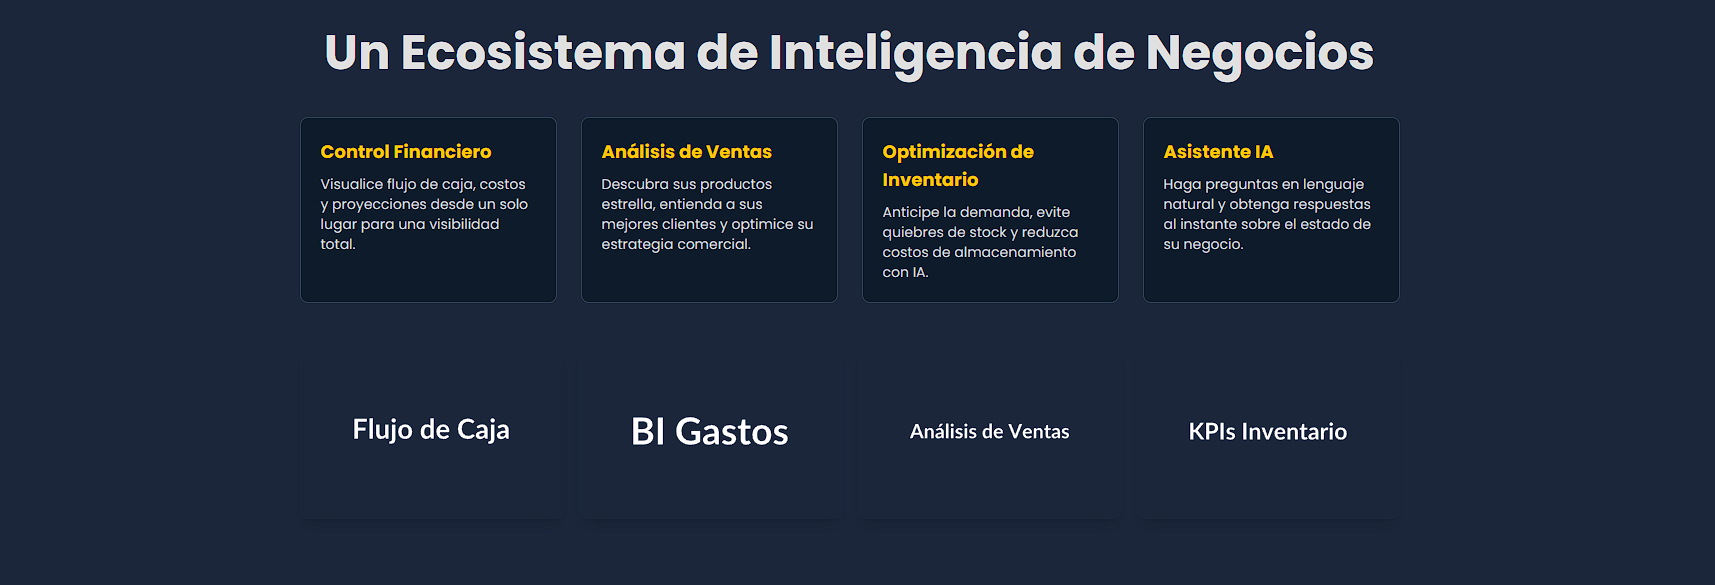 Un Ecosistema de Inteligencia de Negocios
Control Financiero
Visualice flujo de caja, costos
y proyecciones desde un solo
lugar para una visibilidad
total.
Análisis de Ventas
Descubra sus productos
estrella, entienda a sus
mejores clientes y optimice su
estrategia comercial.
Optimización de
Inventario
Anticipe la demanda, evite
quiebres de stock y reduzca
costos de almacenamiento
con IA.
Asistente IA
Haga preguntas en lenguaje
natural y obtenga respuestas
al instante sobre el estado de
su negocio.
Flujo de Caja
BI Gastos
Análisis de Ventas
KPIs Inventario